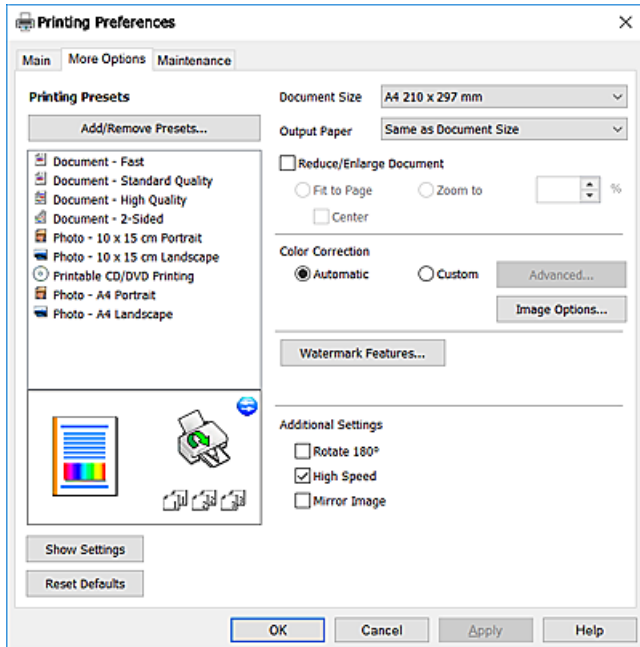 Printing Preferences
Main
More Options
Maintenance
Printing Presets
Add/Remove Presets...
Document - Fast
Document - Standard Quality
Document - High Quality
Document - 2-Sided
Photo - 10 x 15 cm Portrait
Photo - 10 x 15 cm Landscape
Printable CD/DVD Printing
Photo - A4 Portrait
Photo - A4 Landscape
Show Settings
Reset Defaults
Document Size
A4 210 x 297 mm
Output Paper
Same as Document Size
Reduce/Enlarge Document
Fit to Page
Zoom to
%
Center
Color Correction
Automatic
Custom
Advanced...
Image Options...
Watermark Features...
Additional Settings
Rotate 180°
High Speed
Mirror Image
OK
Cancel
Apply
Help